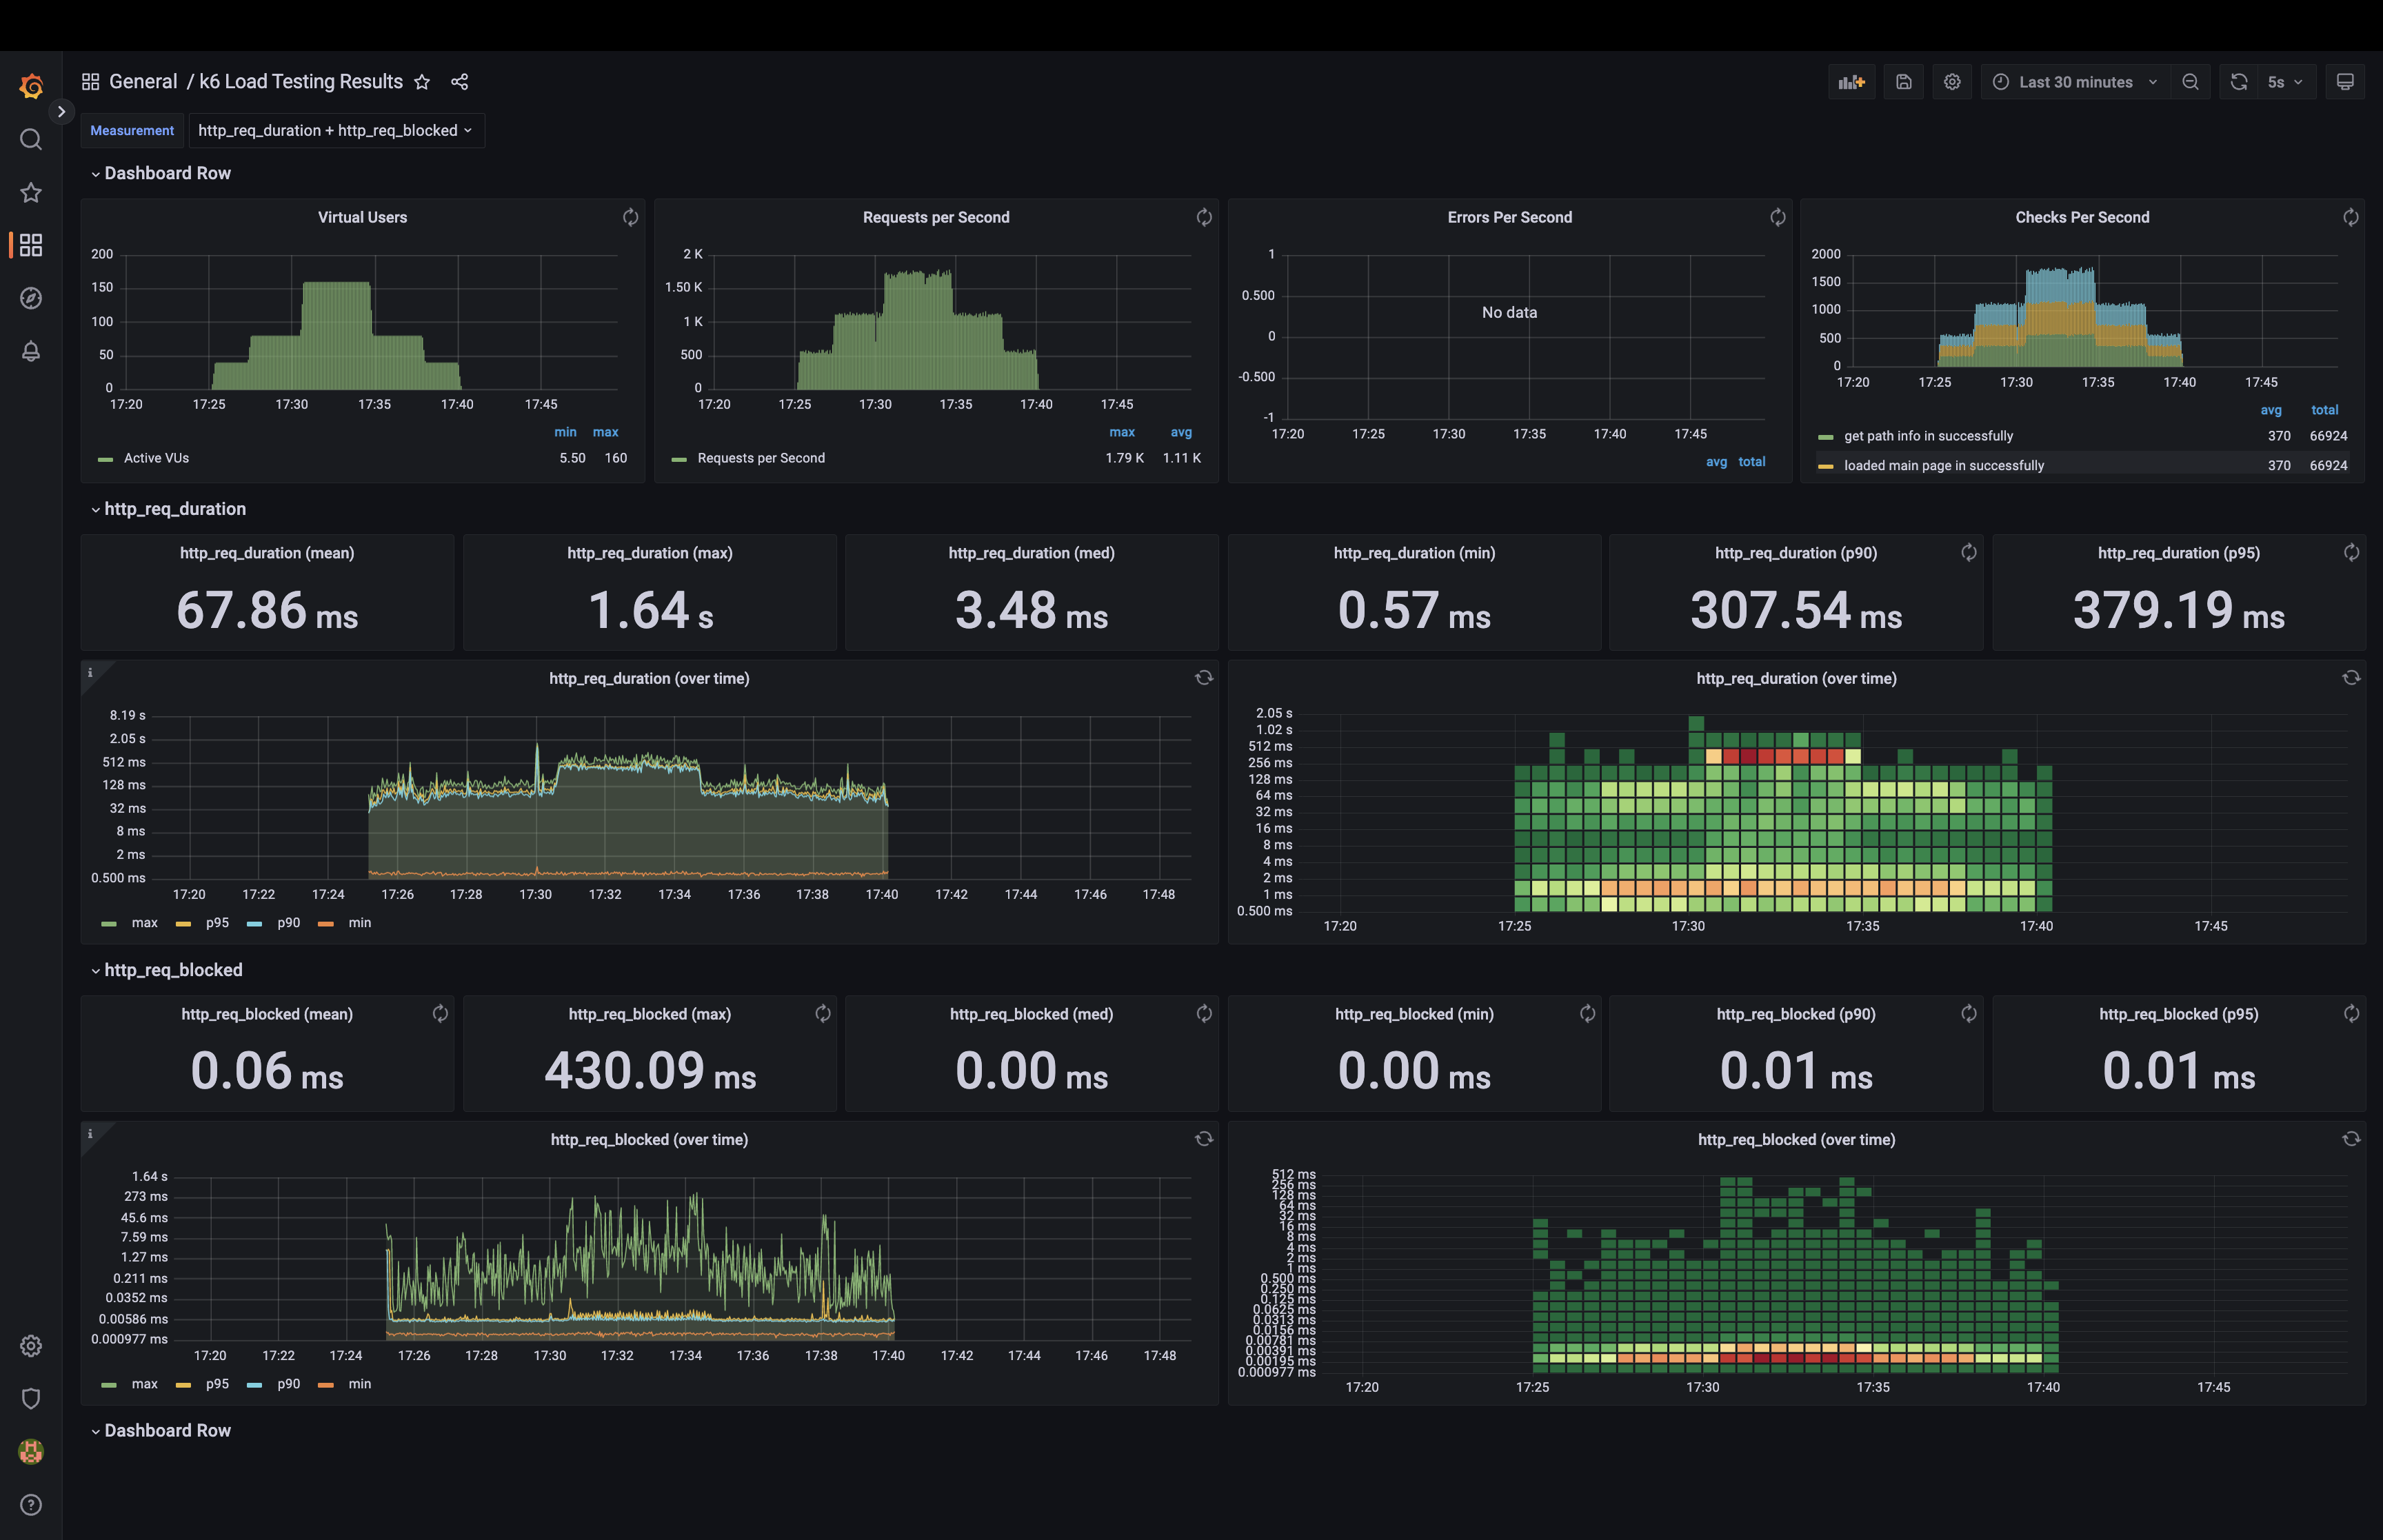 General / k6 Load Testing Results
Last 30 minutes
5s
Measurement
http_req_duration + http_req_blocked
Dashboard Row
Virtual Users
200
150
100
50
0
17:20 17:25 17:30 17:35 17:40 17:45
min max
Active VUs 5.50 160
Requests per Second
2 K
1.50 K
1 K
500
0
17:20 17:25 17:30 17:35 17:40 17:45
max avg
Requests per Second 1.79 K 1.11 K
Errors Per Second
1
0.500
0
-0.500
-1
No data
17:20 17:25 17:30 17:35 17:40 17:45
avg total
Checks Per Second
2000
1500
1000
500
0
17:20 17:25 17:30 17:35 17:40 17:45
avg total
get path info in successfully 370 66924
loaded main page in successfully 370 66924
http_req_duration
http_req_duration (mean)
67.86 ms
http_req_duration (max)
1.64 s
http_req_duration (med)
3.48 ms
http_req_duration (min)
0.57 ms
http_req_duration (p90)
307.54 ms
http_req_duration (p95)
379.19 ms
http_req_duration (over time)
8.19 s
2.05 s
512 ms
128 ms
32 ms
8 ms
2 ms
0.500 ms
17:20 17:22 17:24 17:26 17:28 17:30 17:32 17:34 17:36 17:38 17:40 17:42 17:44 17:46 17:48
max p95 p90 min
http_req_duration (over time)
2.05 s
1.02 s
512 ms
256 ms
128 ms
64 ms
32 ms
16 ms
8 ms
4 ms
2 ms
1 ms
0.500 ms
17:20 17:25 17:30 17:35 17:40 17:45
http_req_blocked
http_req_blocked (mean)
0.06 ms
http_req_blocked (max)
430.09 ms
http_req_blocked (med)
0.00 ms
http_req_blocked (min)
0.00 ms
http_req_blocked (p90)
0.01 ms
http_req_blocked (p95)
0.01 ms
http_req_blocked (over time)
1.64 s
273 ms
45.6 ms
7.59 ms
1.27 ms
0.211 ms
0.0352 ms
0.00586 ms
0.000977 ms
17:20 17:22 17:24 17:26 17:28 17:30 17:32 17:34 17:36 17:38 17:40 17:42 17:44 17:46 17:48
max p95 p90 min
http_req_blocked (over time)
512 ms
256 ms
128 ms
64 ms
32 ms
16 ms
8 ms
4 ms
2 ms
1 ms
0.500 ms
0.250 ms
0.125 ms
0.0625 ms
0.0313 ms
0.0156 ms
0.00781 ms
0.00391 ms
0.00195 ms
0.000977 ms
17:20 17:25 17:30 17:35 17:40 17:45
Dashboard Row